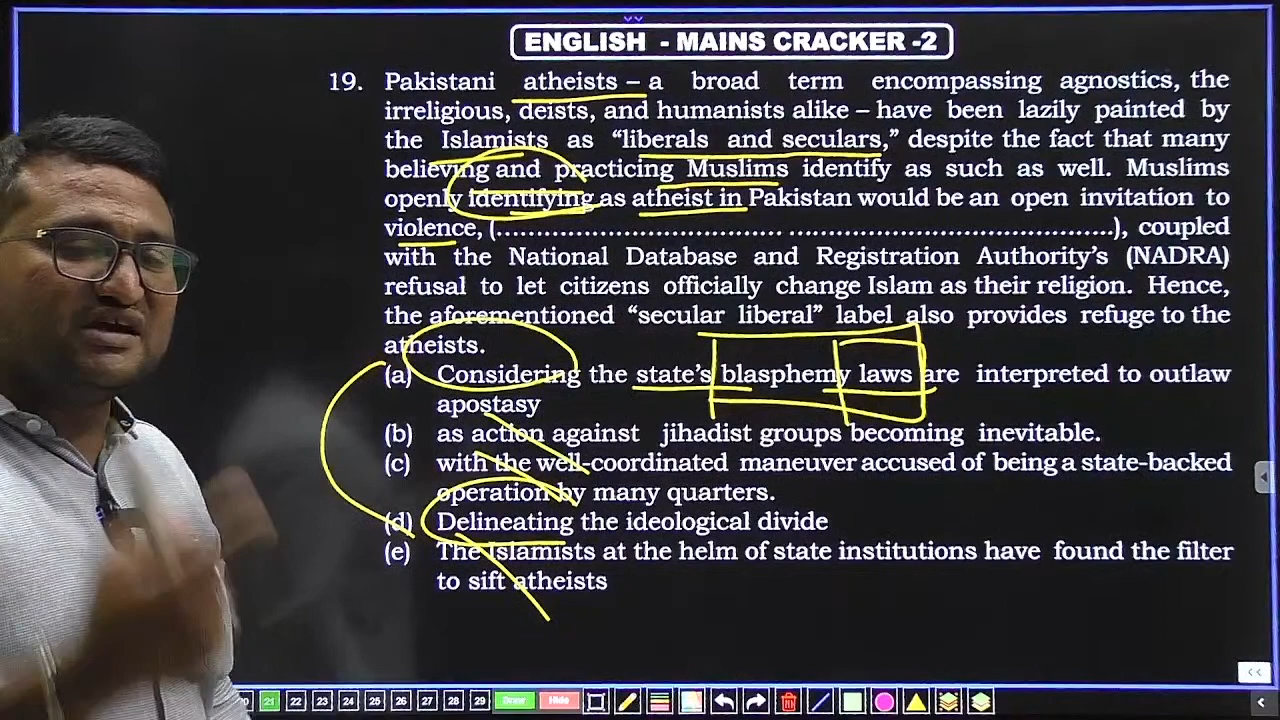 ENGLISH - MAINS CRACKER -2
19. Pakistani atheists – a broad term encompassing agnostics, the
irreligious, deists, and humanists alike – have been lazily painted by
the Islamists as “liberals and seculars,” despite the fact that many
believing and practicing Muslims identify as such as well. Muslims
openly identifying as atheist in Pakistan would be an open invitation to
violence, (.................................... .........................................), coupled
with the National Database and Registration Authority’s (NADRA)
refusal to let citizens officially change Islam as their religion. Hence,
the aforementioned “secular liberal” label also provides refuge to the
atheists.
(a) Considering the state’s blasphemy laws are interpreted to outlaw
apostasy
(b) as action against jihadist groups becoming inevitable.
(c) with the well-coordinated maneuver accused of being a state-backed
operation by many quarters.
(d) Delineating the ideological divide
(e) The Islamists at the helm of state institutions have found the filter
to sift atheists
21 22 23 24 25 26 27 28 29 Draw Hide